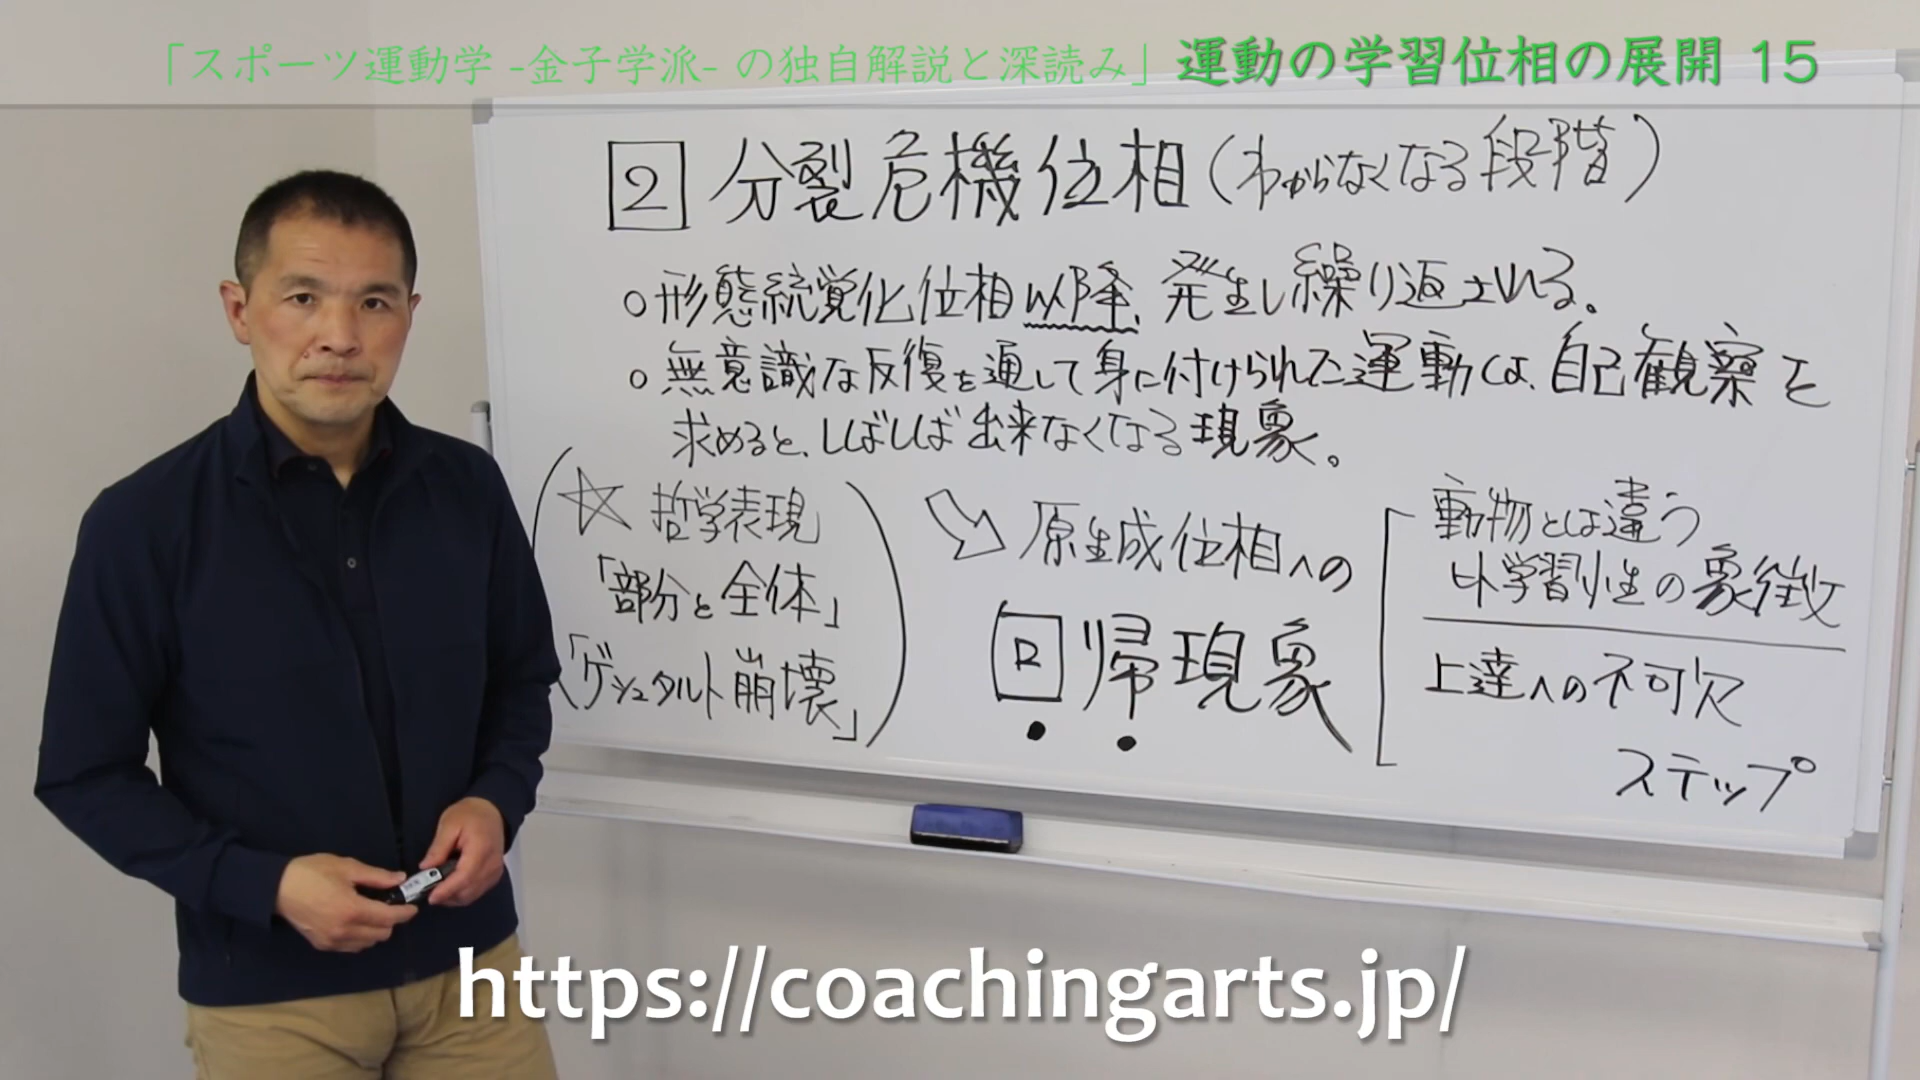 「スポーツ運動学 -金子学派- の独自解説と深読み」運動の学習位相の展開 15
2 分裂危機位相(わからなくなる段階)
○形態統覚化位相以降、発生し繰り返される。
○無意識な反復を通して身に付けられた運動は、自己観察を
求めると、しばしば出来なくなる現象。
(☆哲学表現
「部分と全体」
「ゲシュタルト崩壊」)
原生成位相への
回帰現象
動物とは違う
ヒト学習性の象徴
上達への不可欠
ステップ
https://coachingarts.jp/